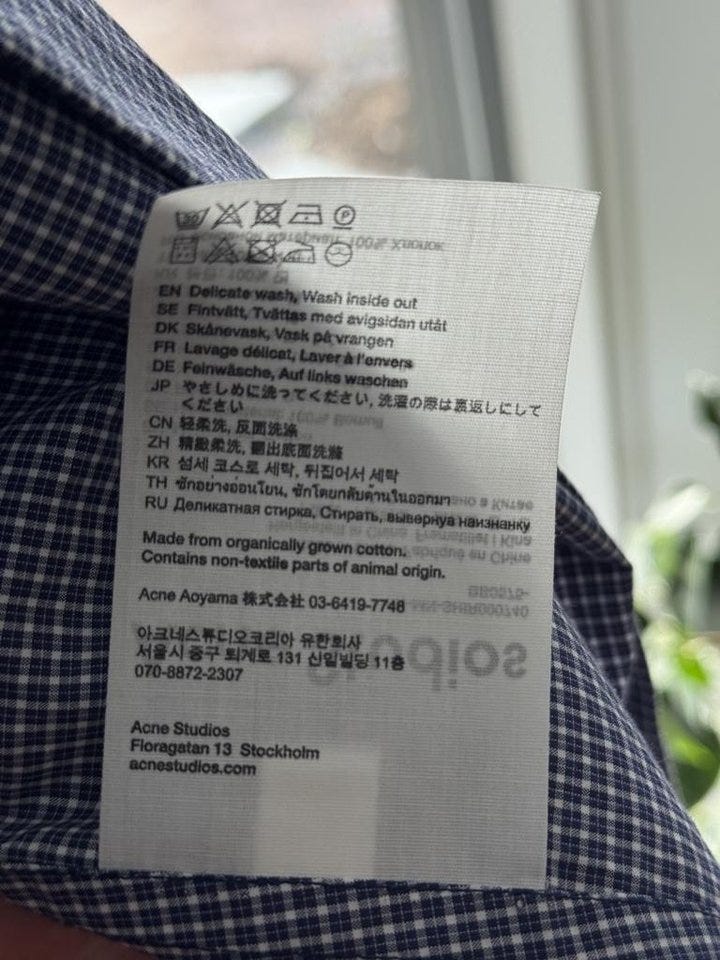 EN Delicate wash, Wash inside out
SE Fintvätt, Tvättas med avigsidan utåt
DK Skånevask, Vask på vrangen
FR Lavage délicat, Laver à l'envers
DE Feinwäsche, Auf links waschen
JP やさしめに洗ってください, 洗濯の際は裏返しにして
ください
CN 轻柔洗, 反面洗涤
ZH 精緻柔洗, 翻出底面洗滌
KR 섬세 코스로 세탁, 뒤집어서 세탁
TH ซักอย่างอ่อนโยน, ซักโดยกลับด้านในออกมา
RU Деликатная стирка, Стирать, вывернув наизнанку
Made from organically grown cotton.
Contains non-textile parts of animal origin.
Acne Aoyama 株式会社 03-6419-7748
아크네스튜디오코리아 유한회사
서울시 중구 퇴계로 131 신일빌딩 11층
070-8872-2307
Acne Studios
Floragatan 13 Stockholm
acnestudios.com